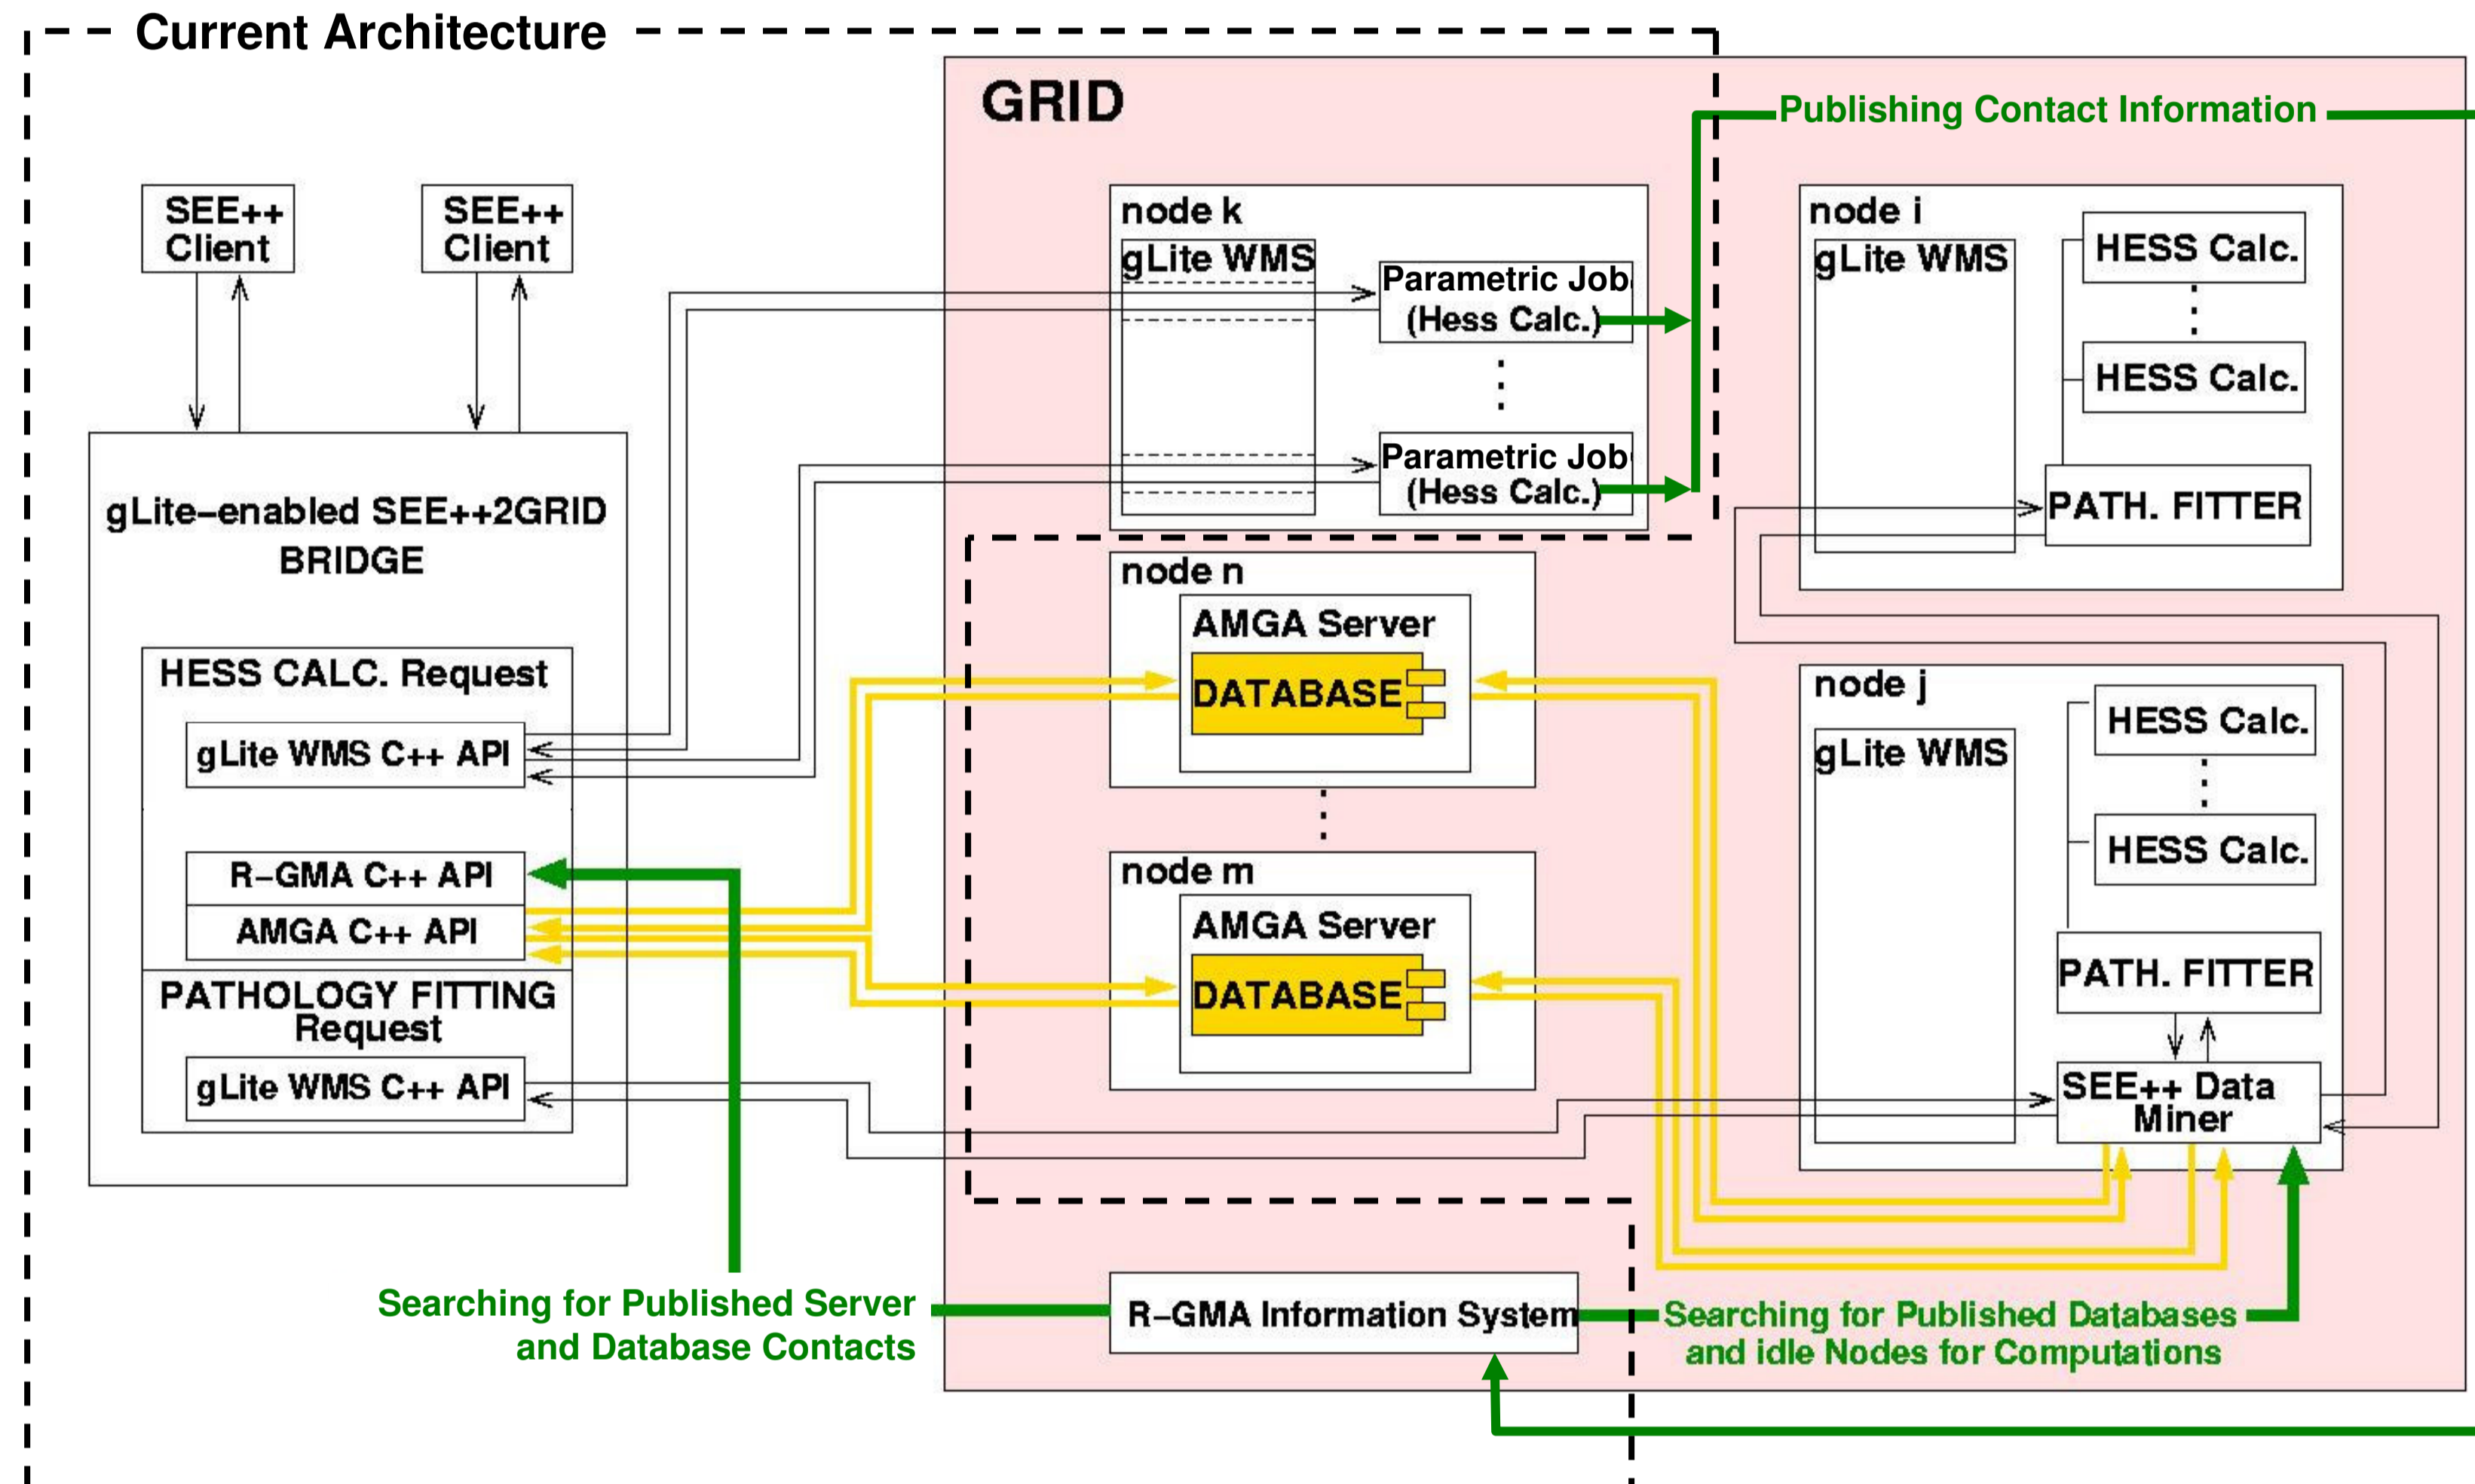 Current Architecture
GRID
Publishing Contact Information
SEE++
Client
SEE++
Client
node k
gLite WMS
Parametric Job
(Hess Calc.)
Parametric Job
(Hess Calc.)
node i
gLite WMS
HESS Calc.
HESS Calc.
PATH. FITTER
gLite–enabled SEE++2GRID
BRIDGE
HESS CALC. Request
gLite WMS C++ API
R–GMA C++ API
AMGA C++ API
PATHOLOGY FITTING
Request
gLite WMS C++ API
node n
AMGA Server
DATABASE
node m
AMGA Server
DATABASE
node j
gLite WMS
HESS Calc.
HESS Calc.
PATH. FITTER
SEE++ Data
Miner
Searching for Published Server
and Database Contacts
R–GMA Information System
Searching for Published Databases
and idle Nodes for Computations